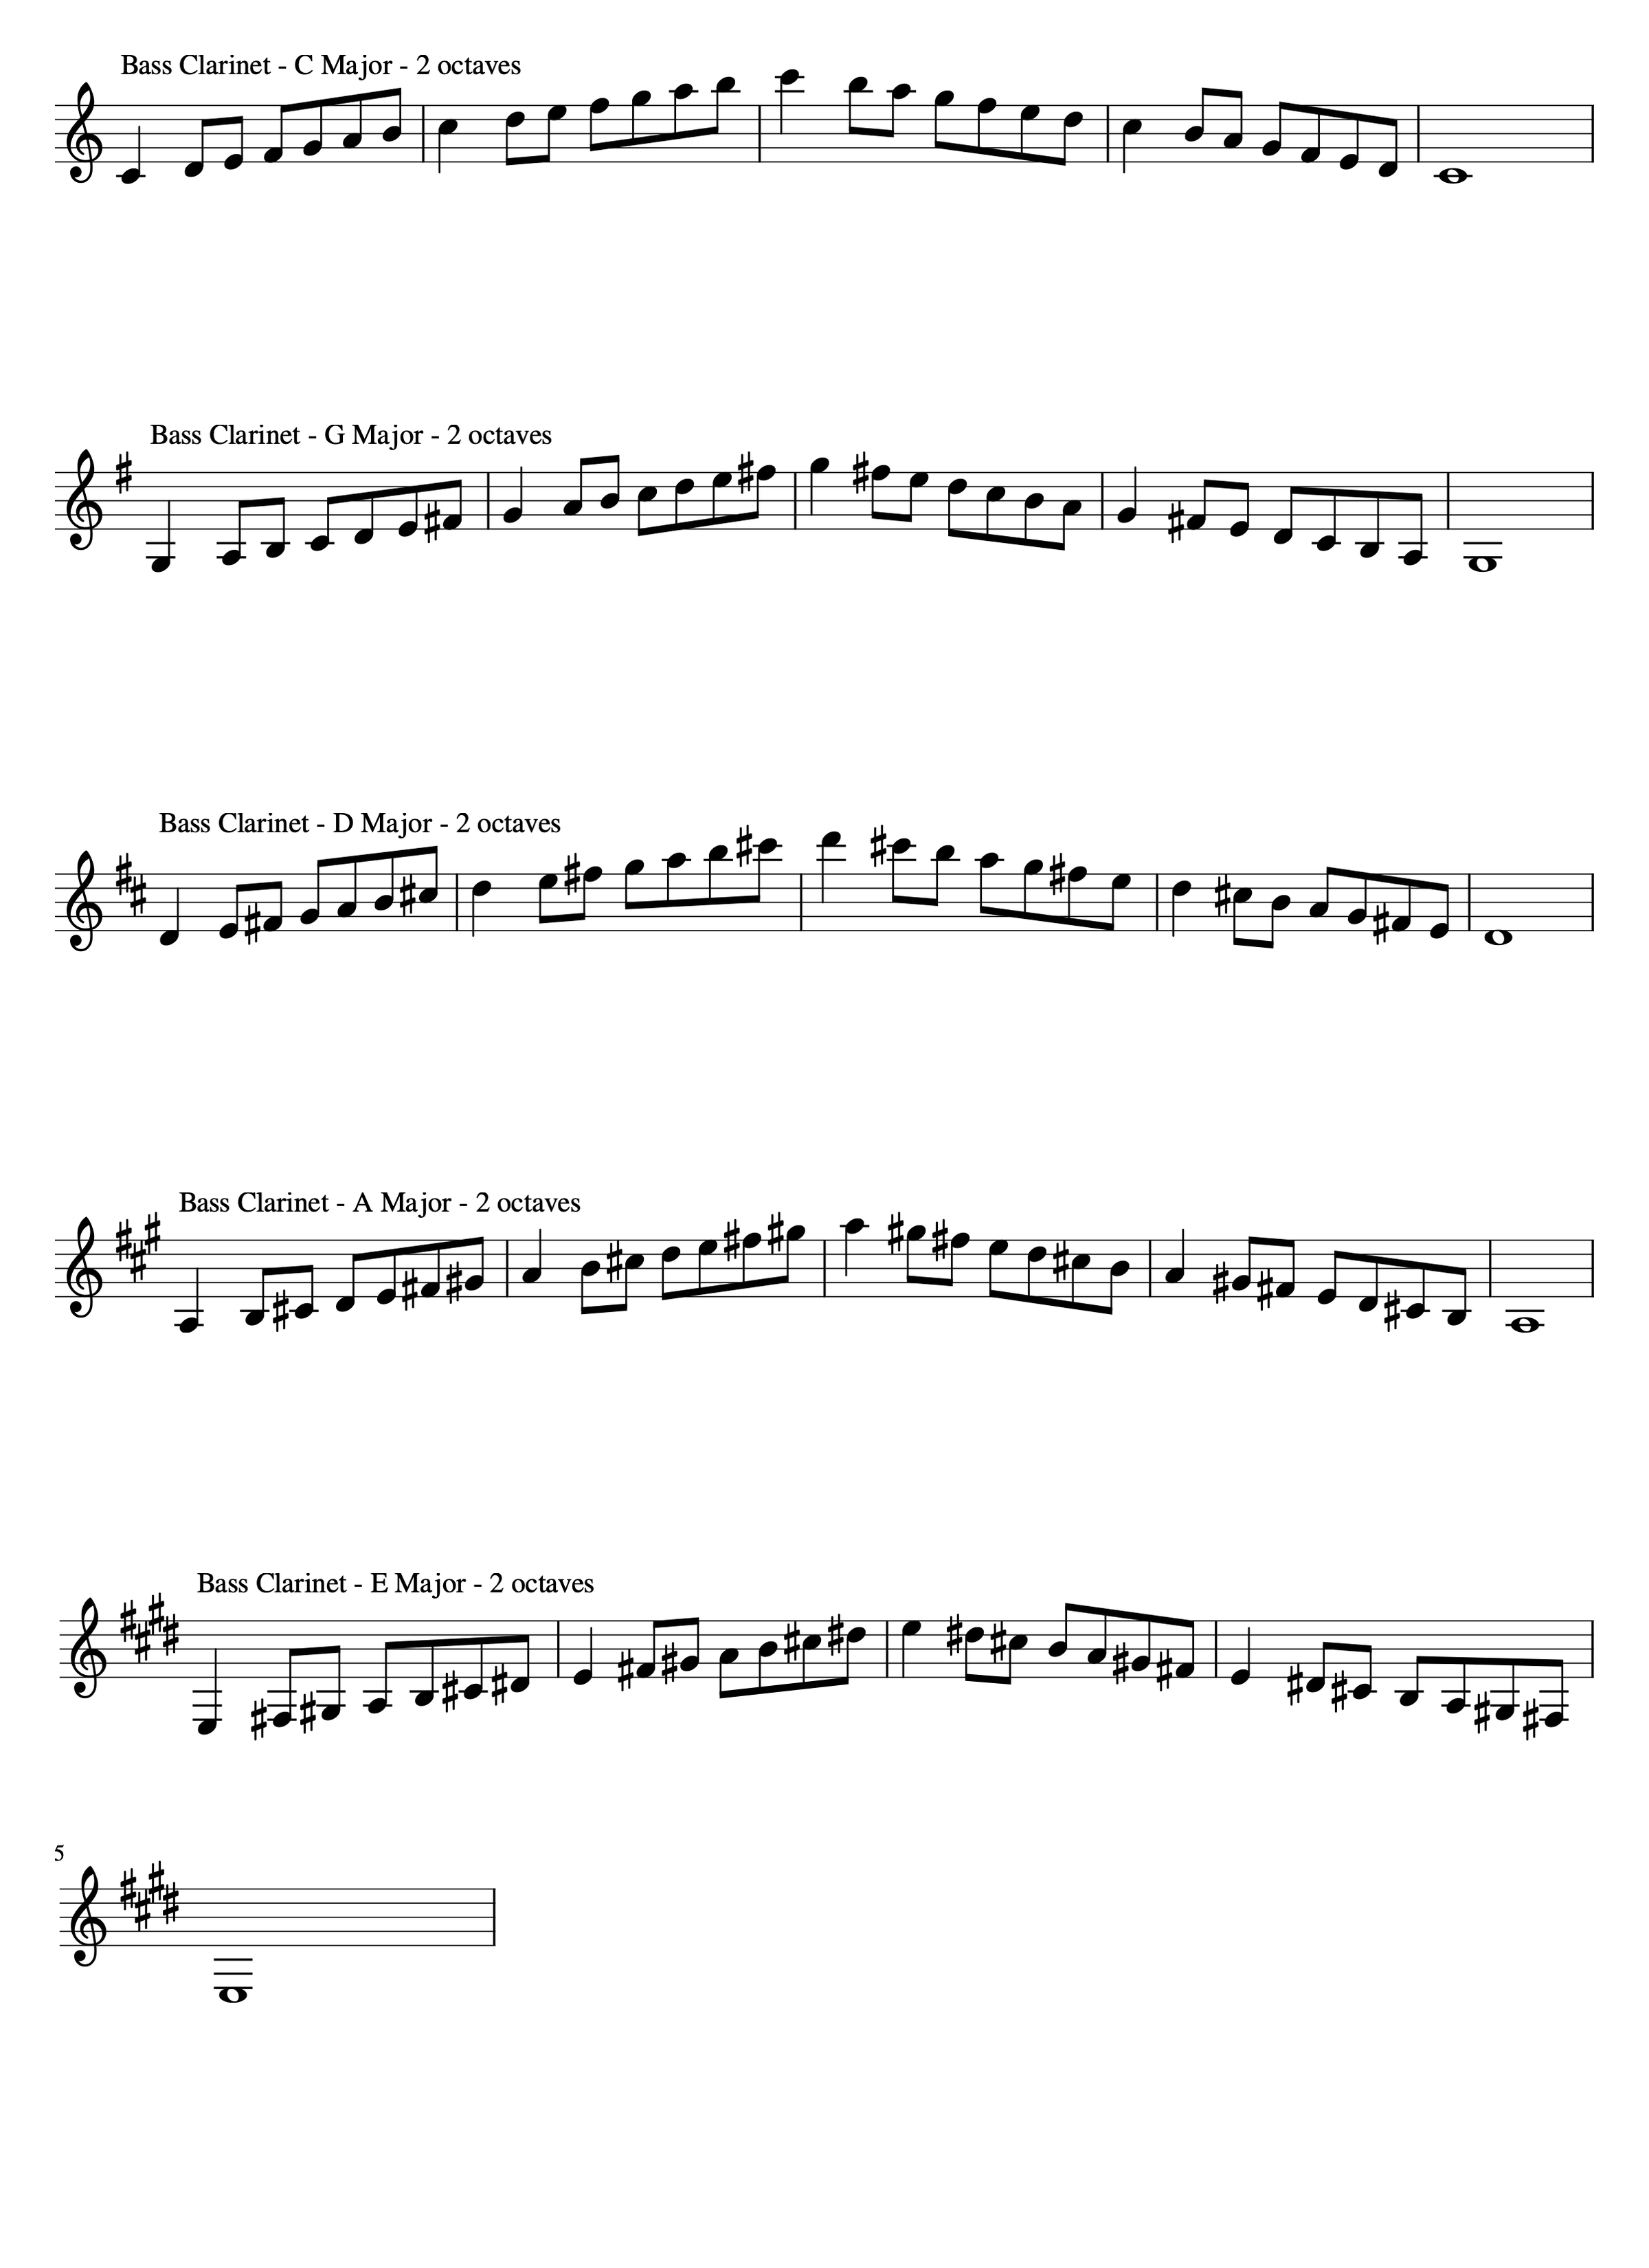 Bass Clarinet - C Major - 2 octaves
Bass Clarinet - G Major - 2 octaves
Bass Clarinet - D Major - 2 octaves
Bass Clarinet - A Major - 2 octaves
Bass Clarinet - E Major - 2 octaves
5